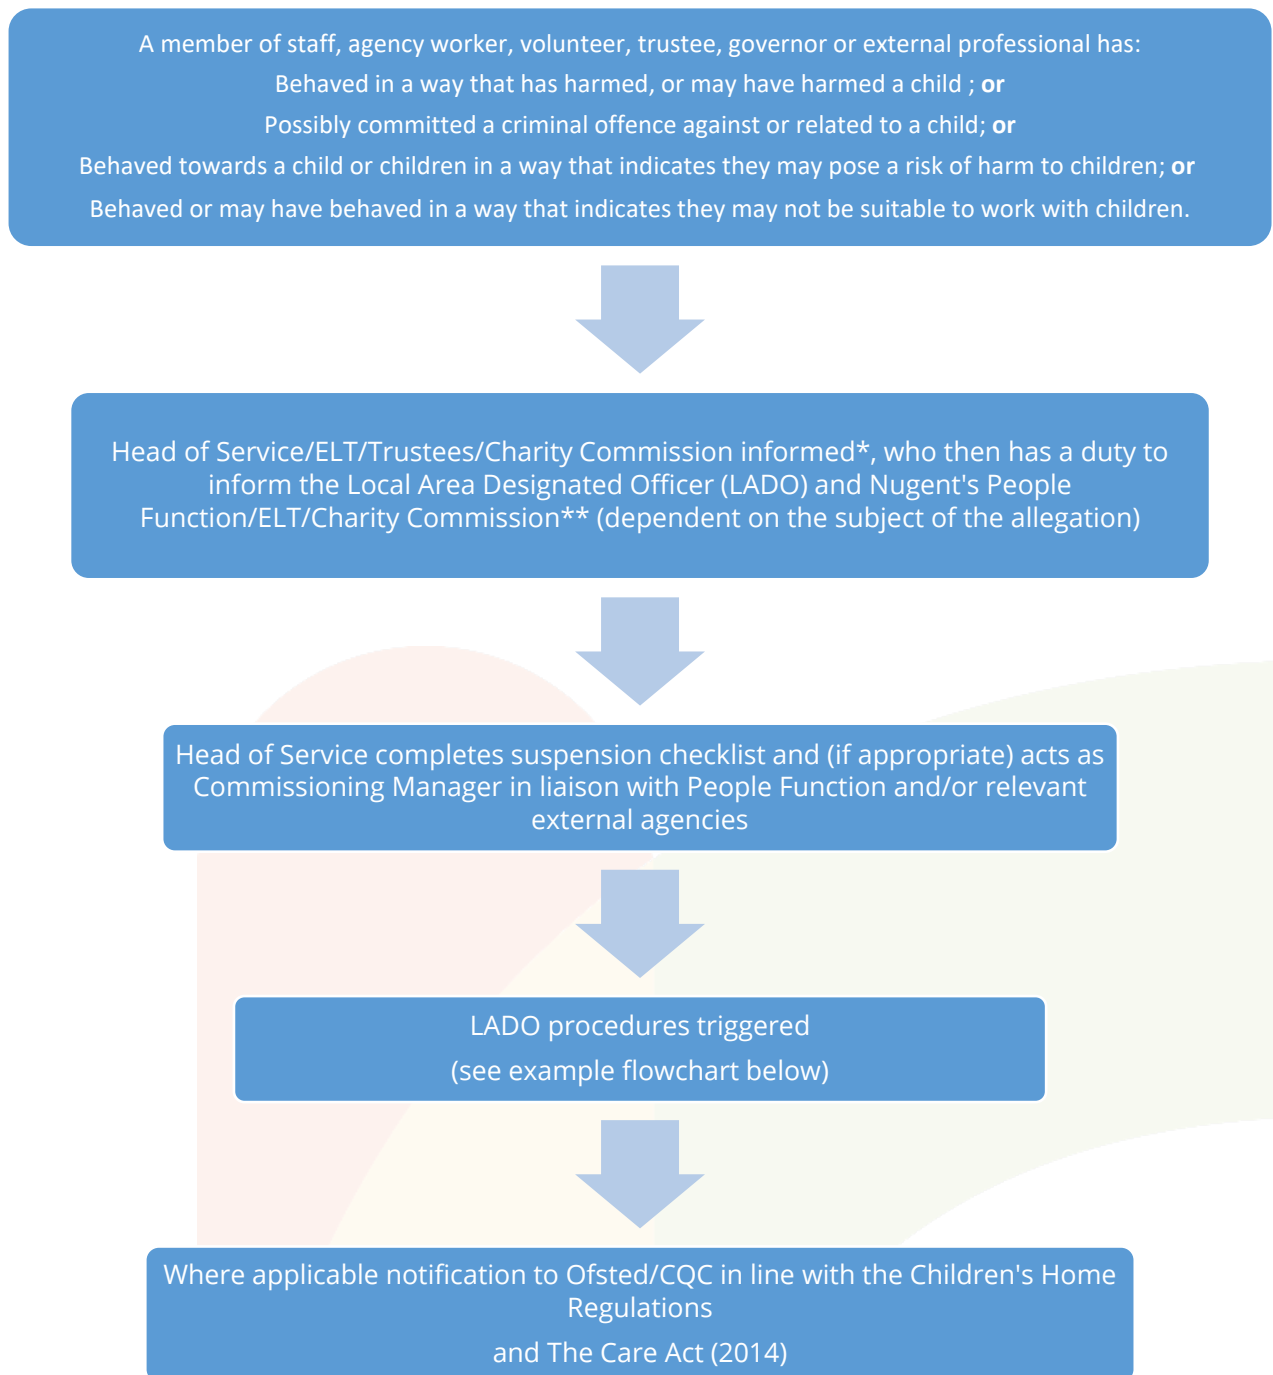 A member of staff, agency worker, volunteer, trustee, governor or external professional has:
Behaved in a way that has harmed, or may have harmed a child ; or
Possibly committed a criminal offence against or related to a child; or
Behaved towards a child or children in a way that indicates they may pose a risk of harm to children; or
Behaved or may have behaved in a way that indicates they may not be suitable to work with children.
Head of Service/ELT/Trustees/Charity Commission informed*, who then has a duty to
inform the Local Area Designated Officer (LADO) and Nugent's People
Function/ELT/Charity Commission** (dependent on the subject of the allegation)
Head of Service completes suspension checklist and (if appropriate) acts as
Commissioning Manager in liaison with People Function and/or relevant
external agencies
LADO procedures triggered
(see example flowchart below)
Where applicable notification to Ofsted/CQC in line with the Children's Home
Regulations
and The Care Act (2014)